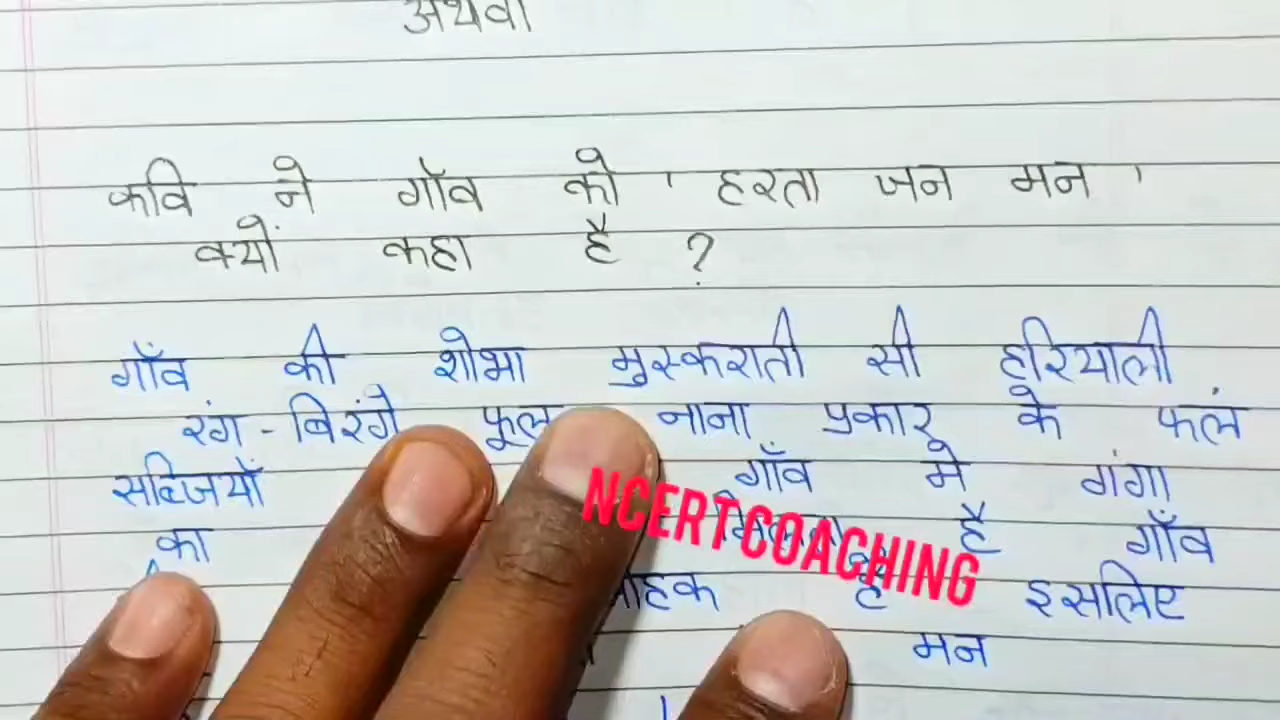 अथवा
कवि ने गाँव को ' हरता जन मन '
क्यों कहा है ?
गाँव की शोभा मुस्कराती सी हरियाली
रंग - बिरंगे फूल नाना प्रकार के फल
सब्जियों गाँव मे गंगा
का है गाँव
है इसलिए
मन
NCERTCOACHING